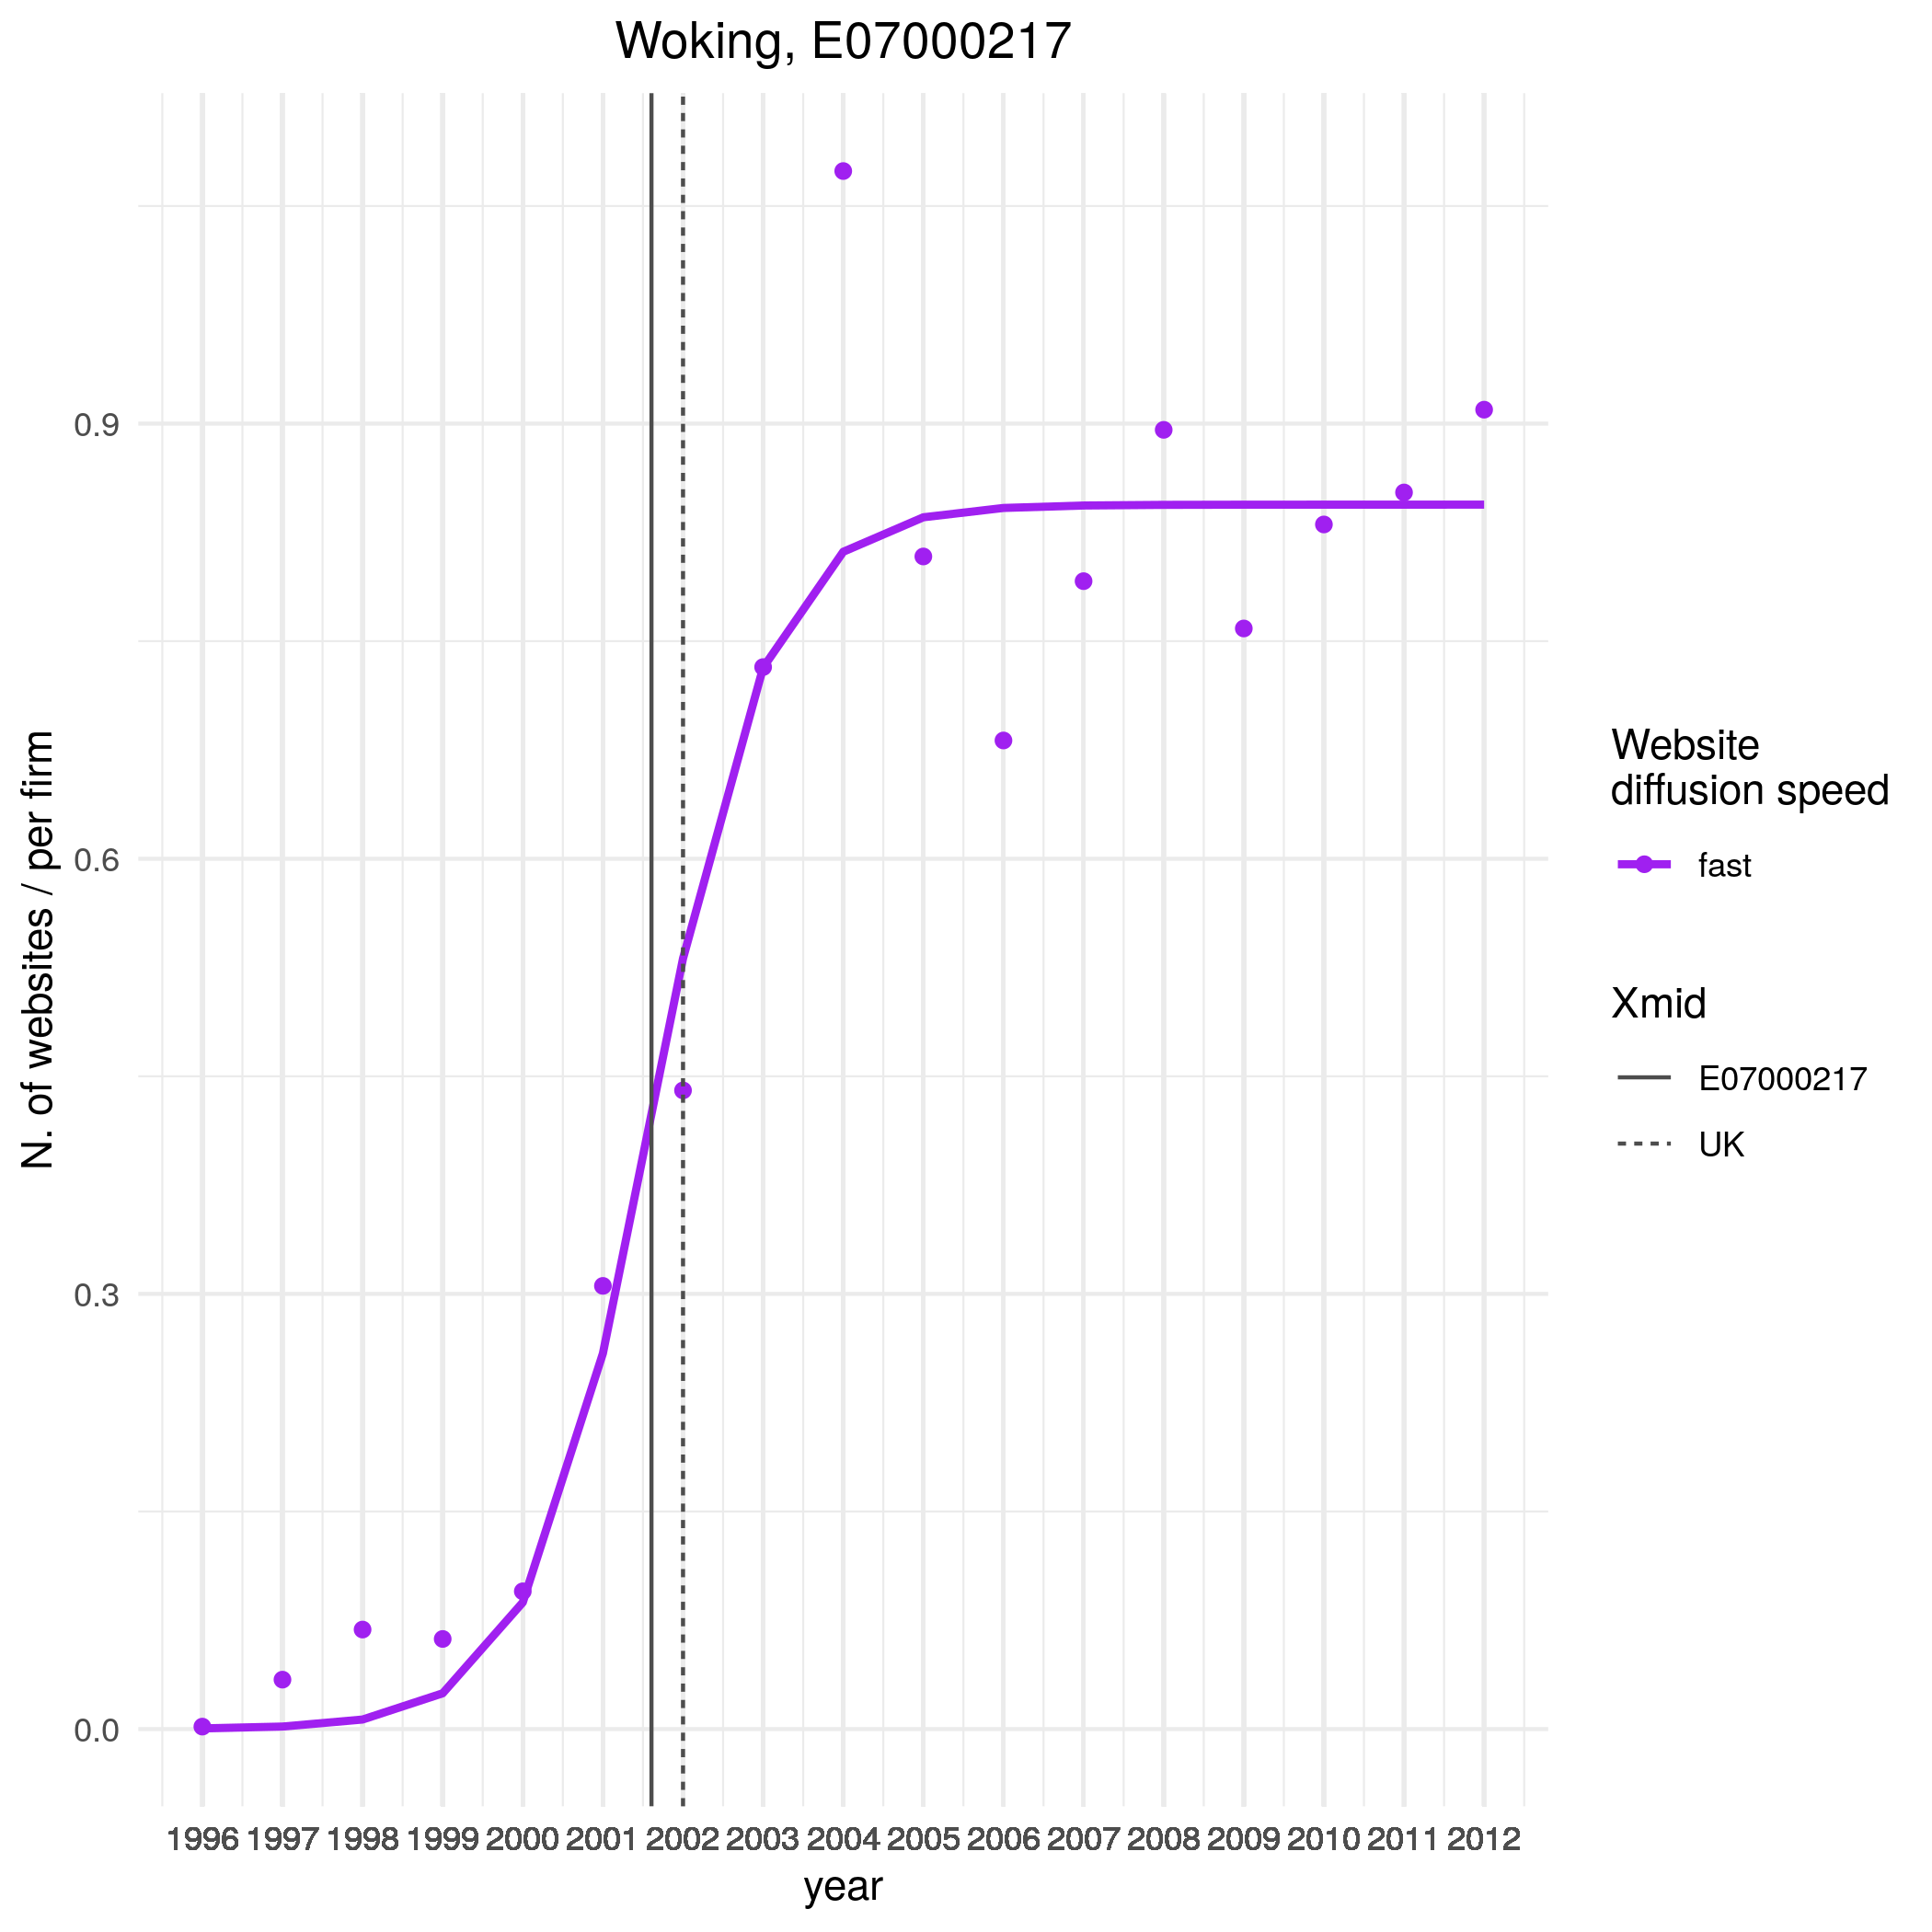 Woking, E07000217
N. of websites / per firm
0.9
0.6
0.3
0.0
1996 1997 1998 1999 2000 2001 2002 2003 2004 2005 2006 2007 2008 2009 2010 2011 2012
year
Website
diffusion speed
fast
Xmid
E07000217
UK